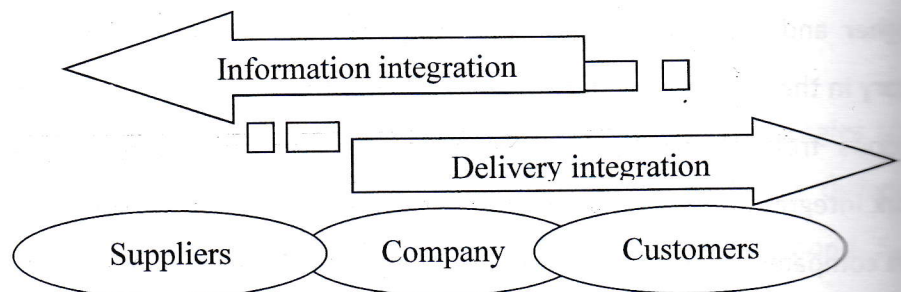 Information integration
Delivery integration
Suppliers
Company
Customers